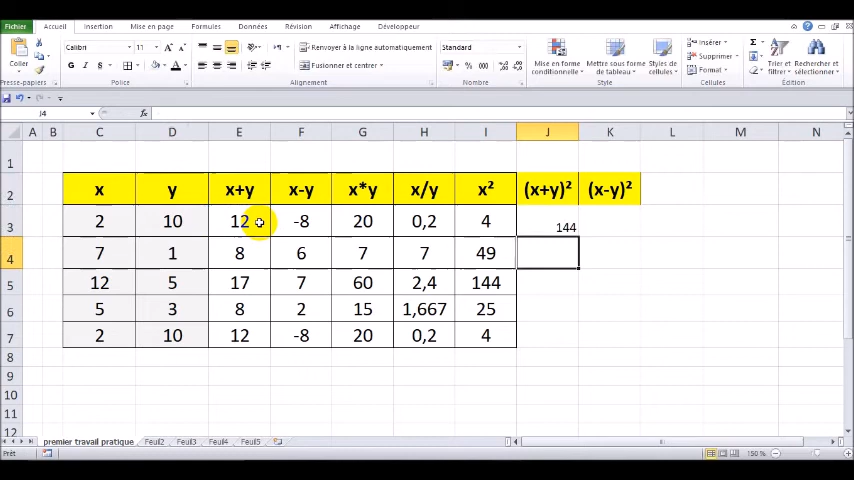 Fichier Accueil Insertion Mise en page Formules Données Révision Affichage Développeur
Coller
Calibri 11
Renvoyer à la ligne automatiquement
Standard
Mise en forme conditionnelle
Mettre sous forme de tableau
Styles de cellules
Insérer
Supprimer
Format
Trier et filtrer
Rechercher et sélectionner
G I S
Fusionner et centrer
% 000
Presse-papiers Police Alignement Nombre Style Cellules Édition
J4 fx
A B C D E F G H I J K L M N
1
2 x y x+y x-y x*y x/y x² (x+y)² (x-y)²
3 2 10 12 -8 20 0,2 4 144
4 7 1 8 6 7 7 49
5 12 5 17 7 60 2,4 144
6 5 3 8 2 15 1,667 25
7 2 10 12 -8 20 0,2 4
8
9
10
11
12
premier travail pratique Feuil2 Feuil3 Feuil4 Feuil5
Prêt 150 %